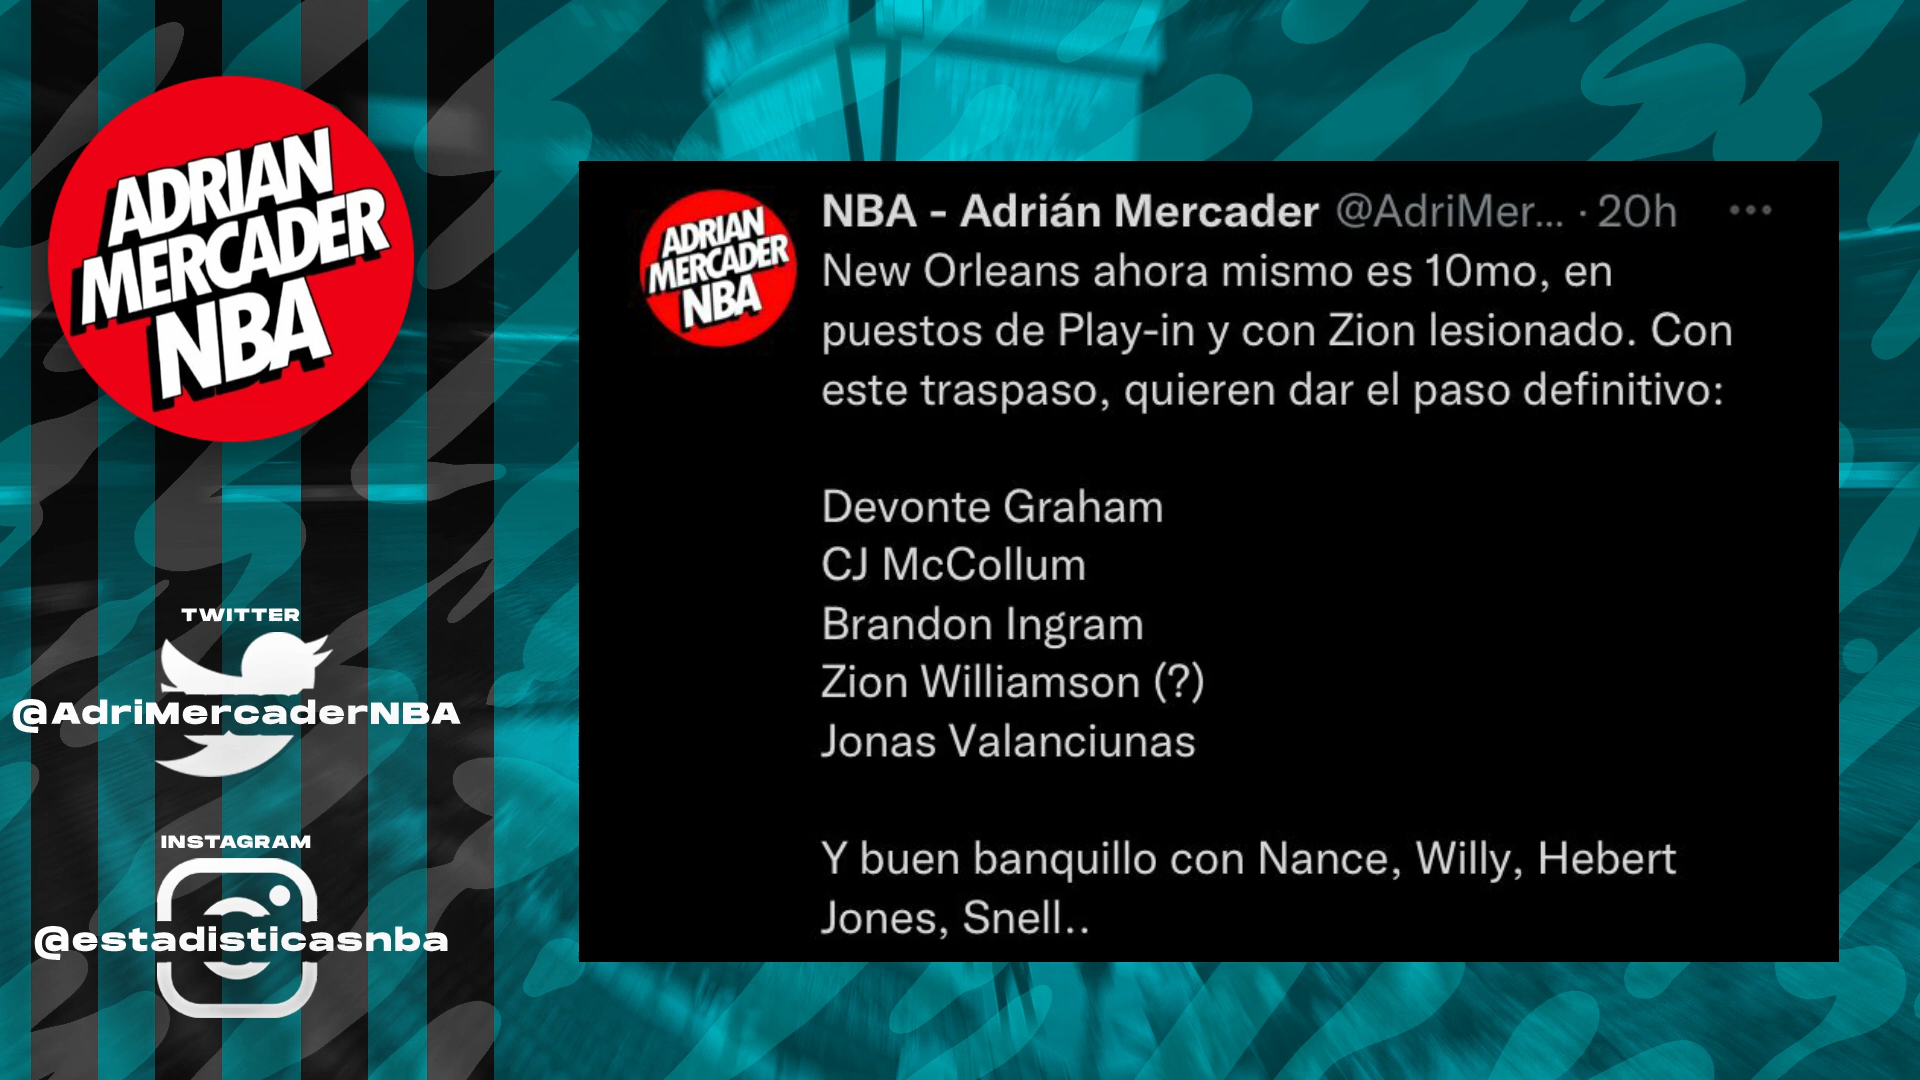 ADRIAN
MERCADER
NBA
TWITTER
@AdriMercaderNBA
INSTAGRAM
@estadisticasnba
ADRIAN
MERCADER
NBA
NBA - Adrián Mercader @AdriMer... · 20h
New Orleans ahora mismo es 10mo, en
puestos de Play-in y con Zion lesionado. Con
este traspaso, quieren dar el paso definitivo:
Devonte Graham
CJ McCollum
Brandon Ingram
Zion Williamson (?)
Jonas Valanciunas
Y buen banquillo con Nance, Willy, Hebert
Jones, Snell..